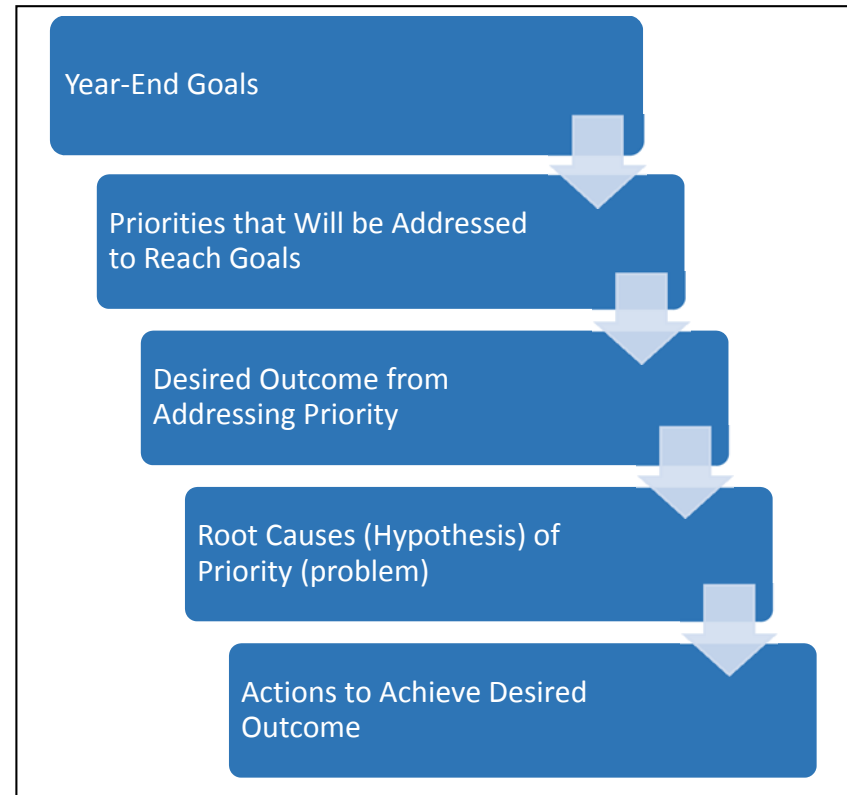 Year-End Goals
Priorities that Will be Addressed
to Reach Goals
Desired Outcome from
Addressing Priority
Root Causes (Hypothesis) of
Priority (problem)
Actions to Achieve Desired
Outcome